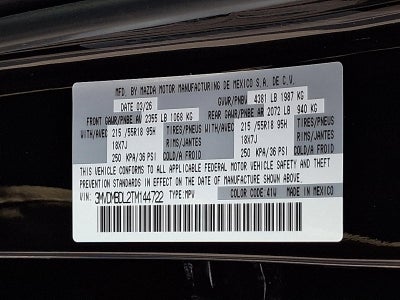 MFD. BY MAZDA MOTOR MANUFACTURING DE MEXICO S.A. DE C.V.
DATE 03/26 GVWR/PNBV 4381 LB 1987 KG
FRONT GAWR/PNBE AV 2355 LB 1068 KG REAR GAWR/PNBE AR 2072 LB 940 KG
WITH/AVEC 215 /55R18 95H TIRES/PNEUS WITH/AVEC 215 /55R18 95H TIRES/PNEUS
18X7J RIMS/JANTES 18X7J RIMS/JANTES
250 KPA/36 PSI COLD/A FROID 250 KPA/36 PSI COLD/A FROID
THIS VEHICLE CONFORMS TO ALL APPLICABLE FEDERAL MOTOR VEHICLE SAFETY AND THEFT
PREVENTION STANDARDS IN EFFECT ON THE DATE OF MANUFACTURE SHOWN ABOVE.
VIN: 3MVDMBDL2TM144722 TYPE:MPV COLOR CODE: 41W MADE IN MEXICO